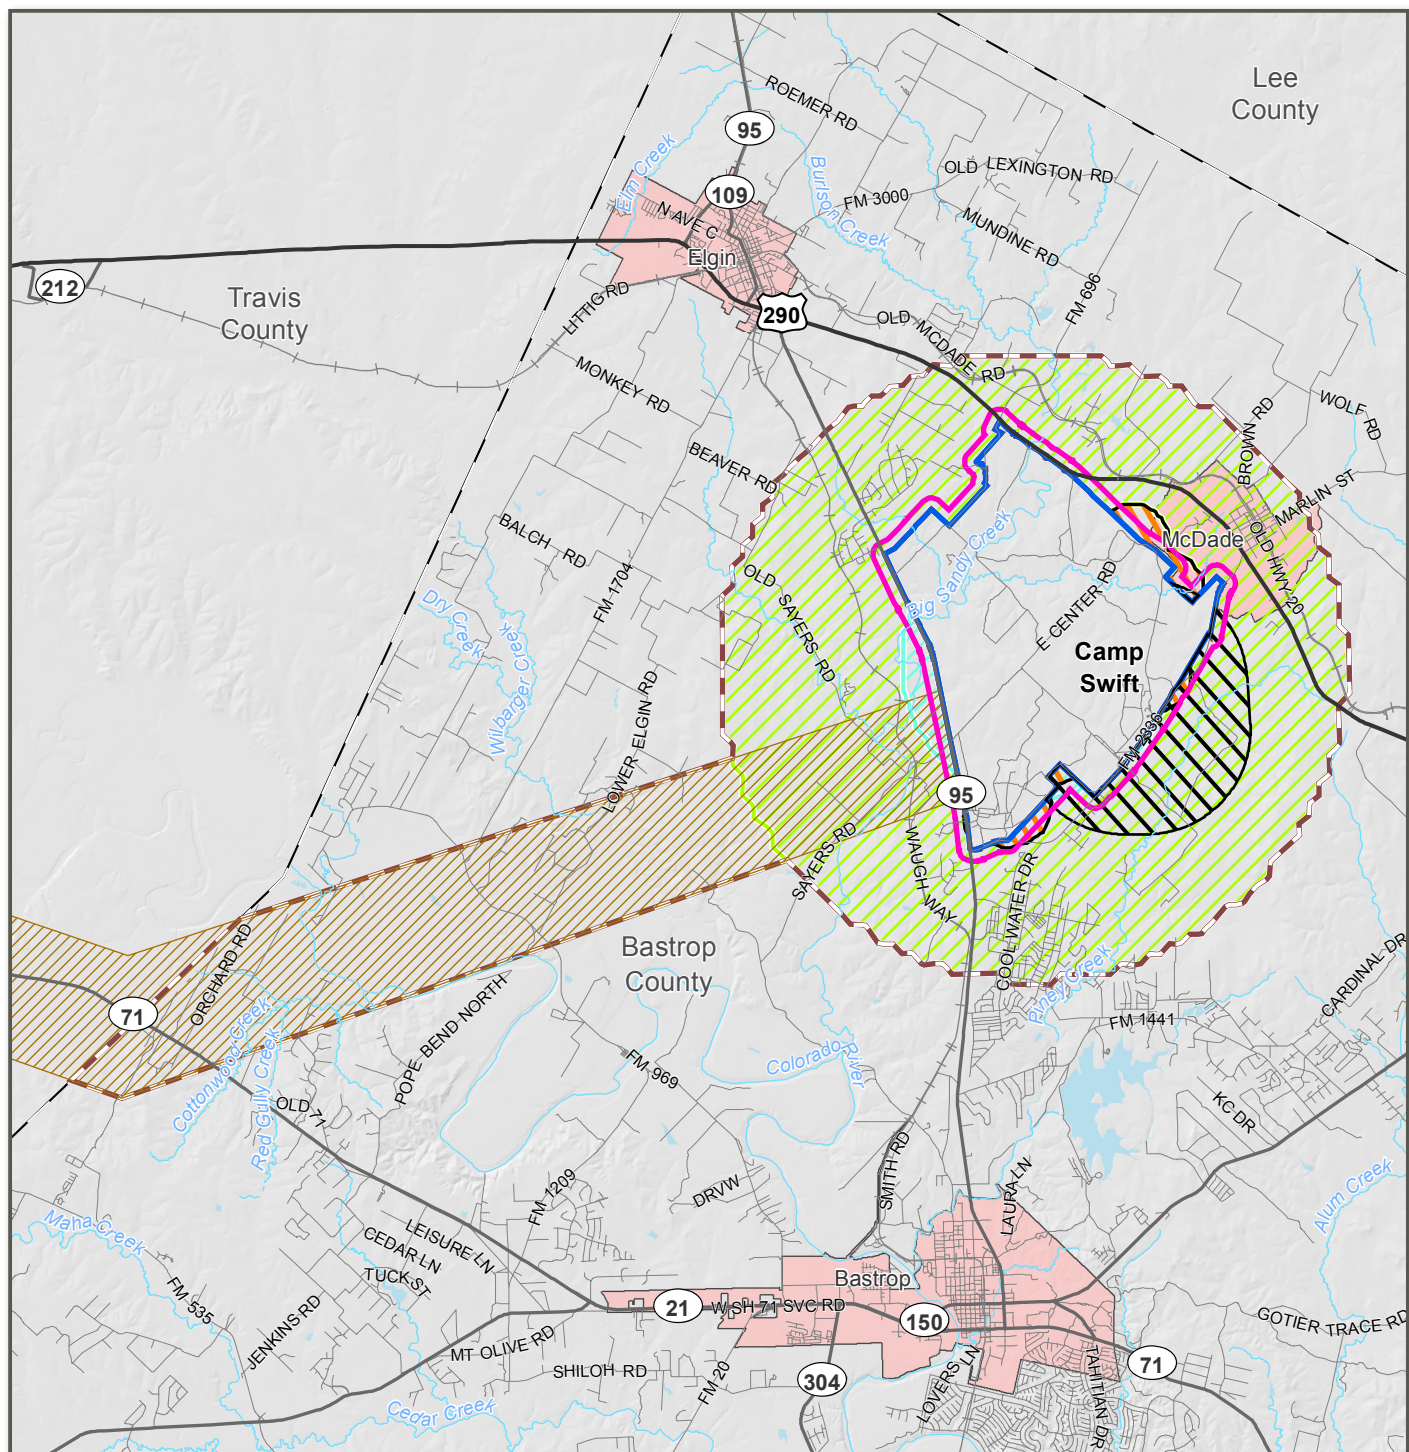 Lee
County
ROEMER RD
95
Elm Creek
Burlson Creek
OLD LEXINGTON RD
109
FM 3000
N AVE C
MUNDINE RD
Elgin
212
Travis
County
FM 696
LITTIG RD
290
OLD MCDADE RD
MONKEY RD
WOLF RD
BROWN RD
BEAVER RD
MARLIN ST
BALCH RD
McDade
OLD HWY 20
Big Sandy Creek
FM 1704
OLD SAYERS RD
E CENTER RD
Dry Creek
Wilbarger Creek
Camp
Swift
LOWER ELGIN RD
FM 2336
95
SAYERS RD
WAUGH WAY
COOL WATER DR
Bastrop
County
ORCHARD RD
CARDINAL DR
Piney Creek
71
POPE BEND NORTH
FM 1441
Cottonwood Creek
Red Gully Creek
FM 969
Colorado River
OLD 71
KC DR
SMITH RD
DRVW
LAURA LN
FM 1209
Alum Creek
Maha Creek
LEISURE LN
CEDAR LN
TUCK ST
FM 535
Bastrop
21
W SH 71 SVC RD
150
GOTIER TRACE RD
JENKINS RD
MT OLIVE RD
SHILOH RD
FM 20
304
LOVERS LN
TAHITIAN DR
71
Cedar Creek